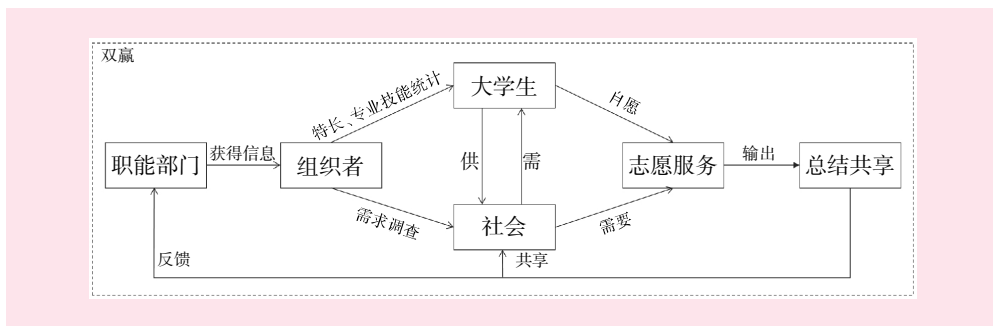 双赢
大学生
特长、专业技能统计
自愿
职能部门
获得信息
组织者
供
需
志愿服务
输出
总结共享
需求调查
社会
需要
反馈
共享